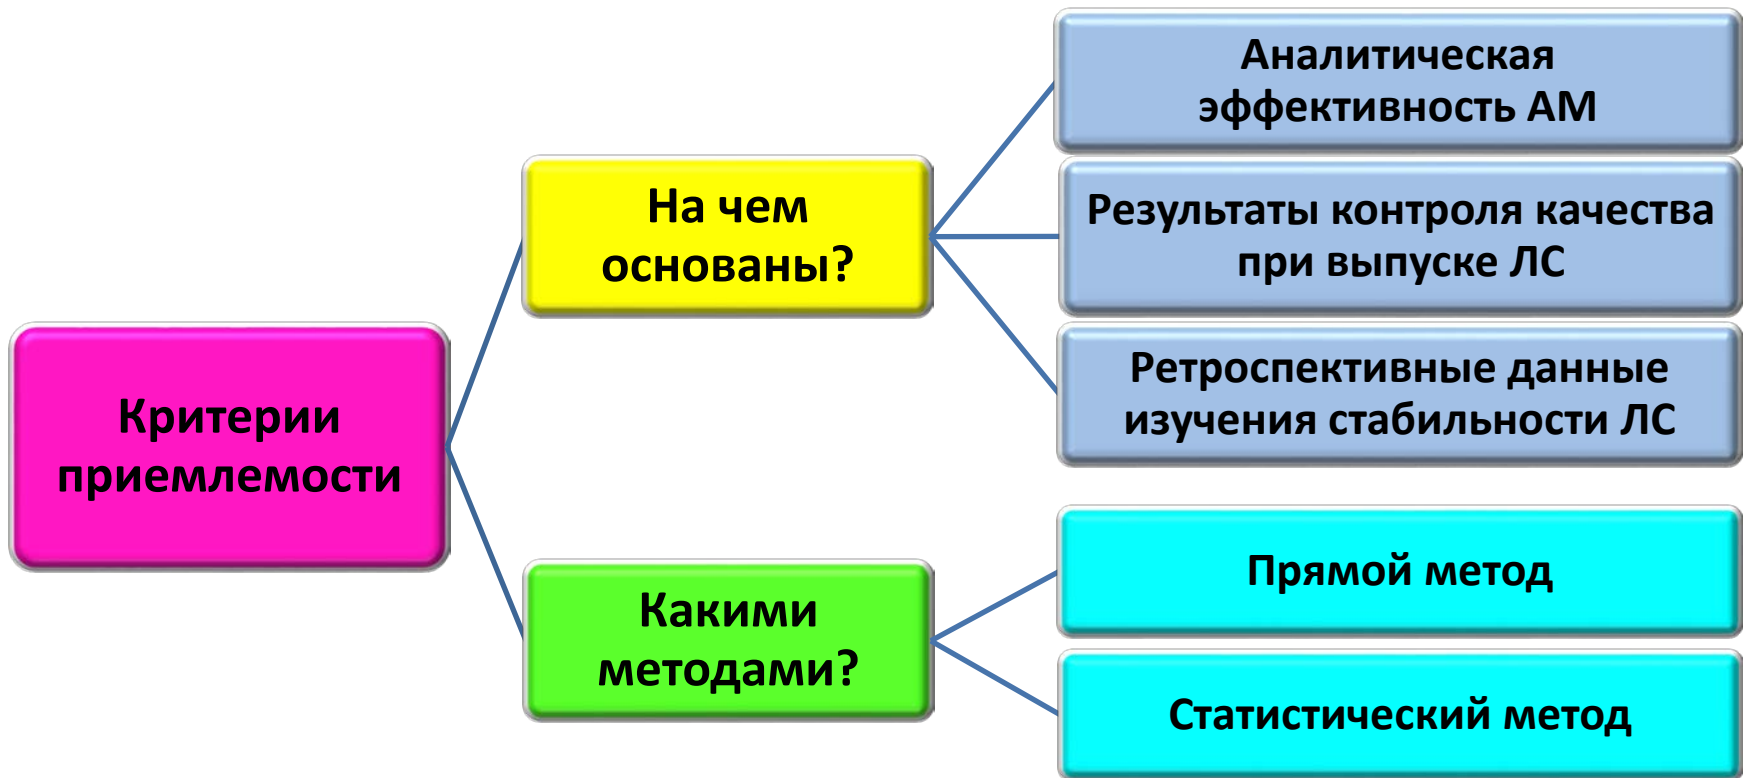 Критерии
приемлемости
На чем
основаны?
Аналитическая
эффективность АМ
Результаты контроля качества
при выпуске ЛС
Ретроспективные данные
изучения стабильности ЛС
Какими
методами?
Прямой метод
Статистический метод